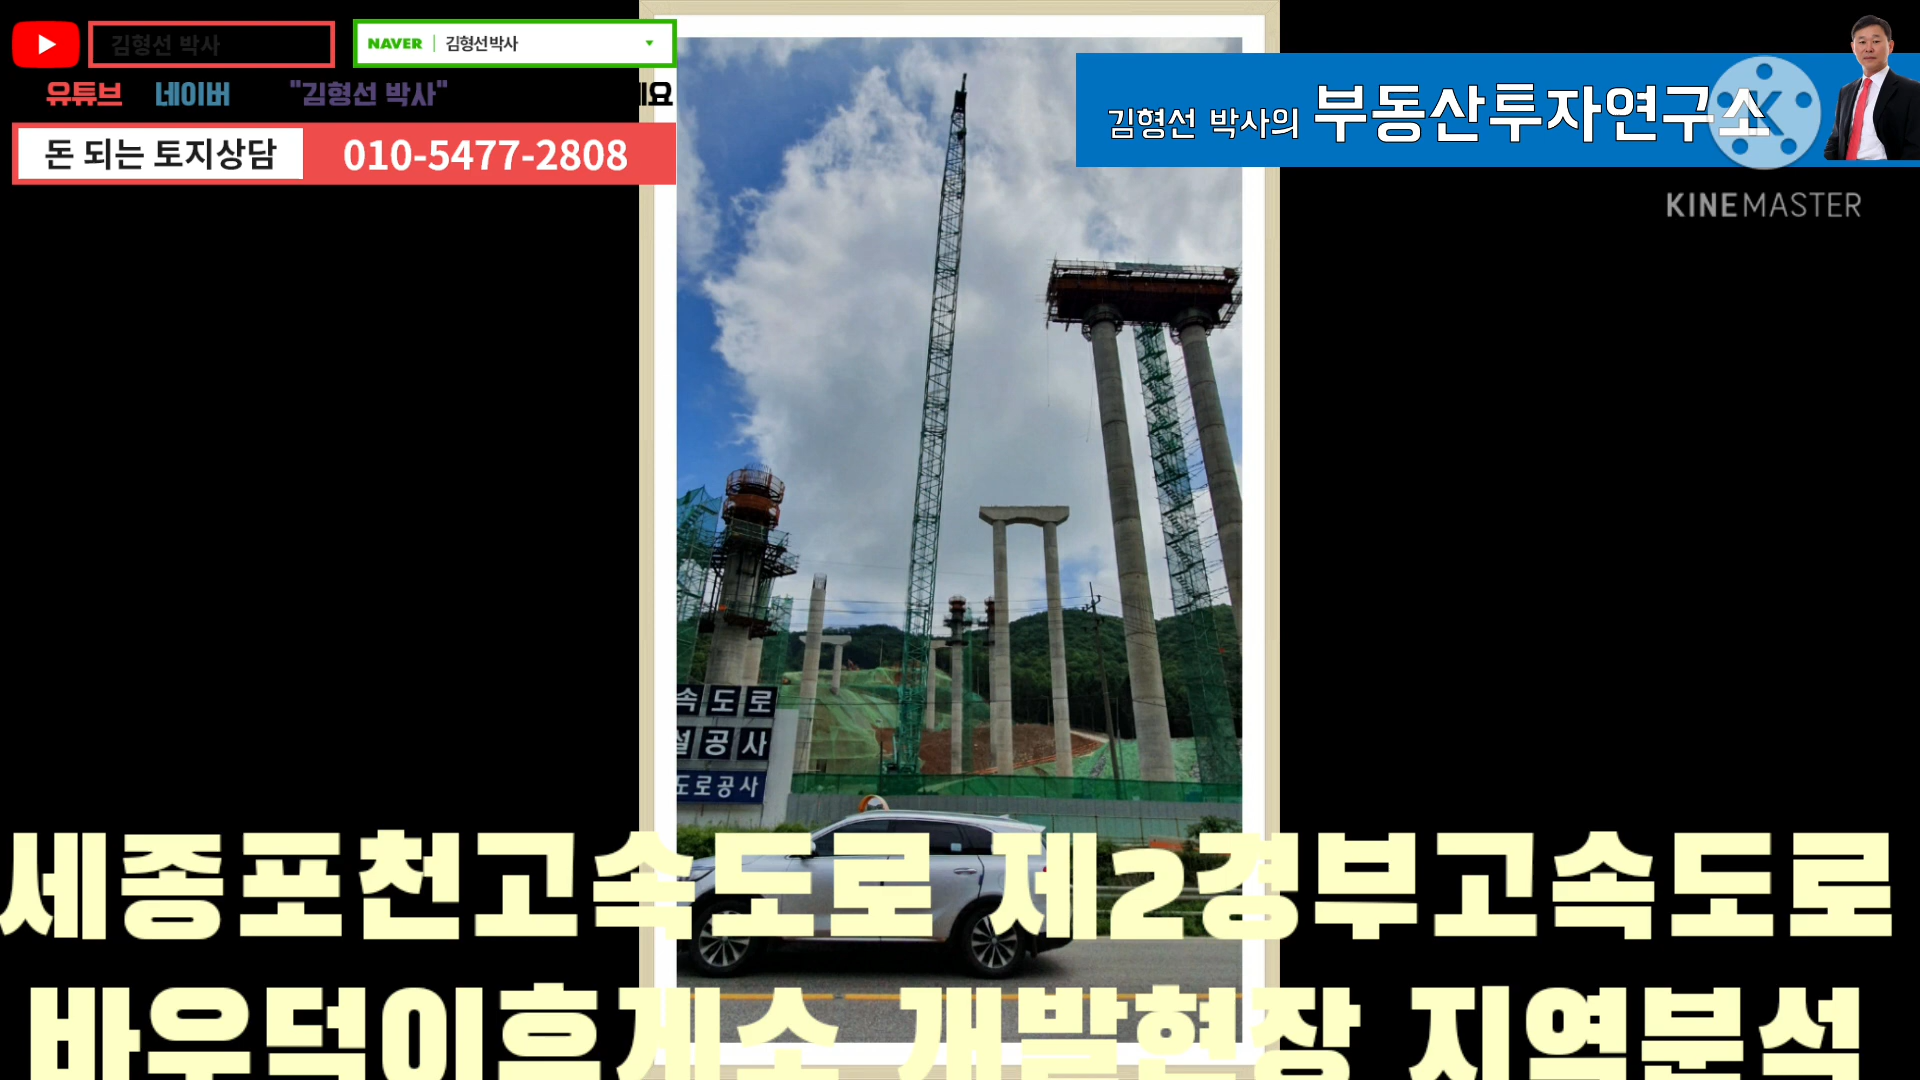 김형선 박사
NAVER 김형선박사
유튜브 네이버 "김형선 박사" 요
돈 되는 토지상담 010-5477-2808
김형선 박사의 부동산투자연구소
K
KINEMASTER
속도로
설공사
도로공사
세종포천고속도로 제2경부고속도로
바우덕이휴게소 개발현장 지역분석